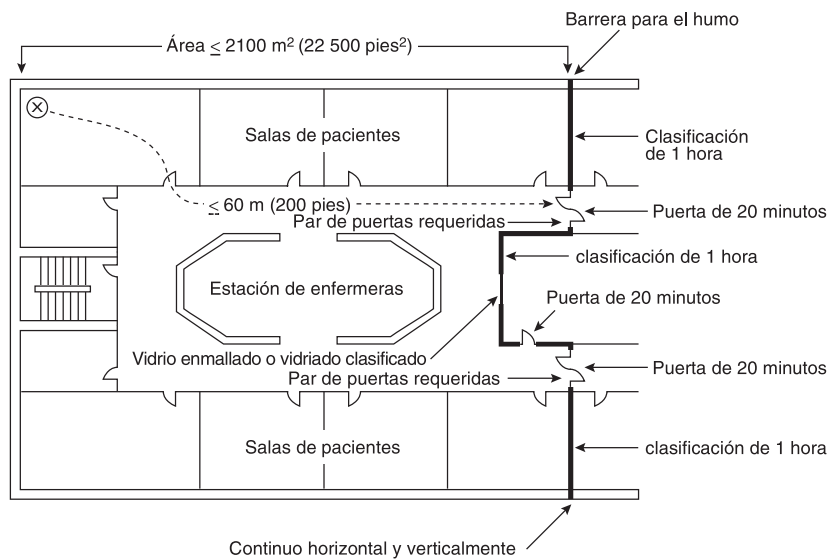 Barrera para el humo
Área ≤ 2100 m² (22 500 pies²)
Salas de pacientes
Clasificación
de 1 hora
≤ 60 m (200 pies)
Par de puertas requeridas
Puerta de 20 minutos
clasificación de 1 hora
Estación de enfermeras
Puerta de 20 minutos
Vidrio enmallado o vidriado clasificado
Par de puertas requeridas
Puerta de 20 minutos
Salas de pacientes
clasificación de 1 hora
Continuo horizontal y verticalmente